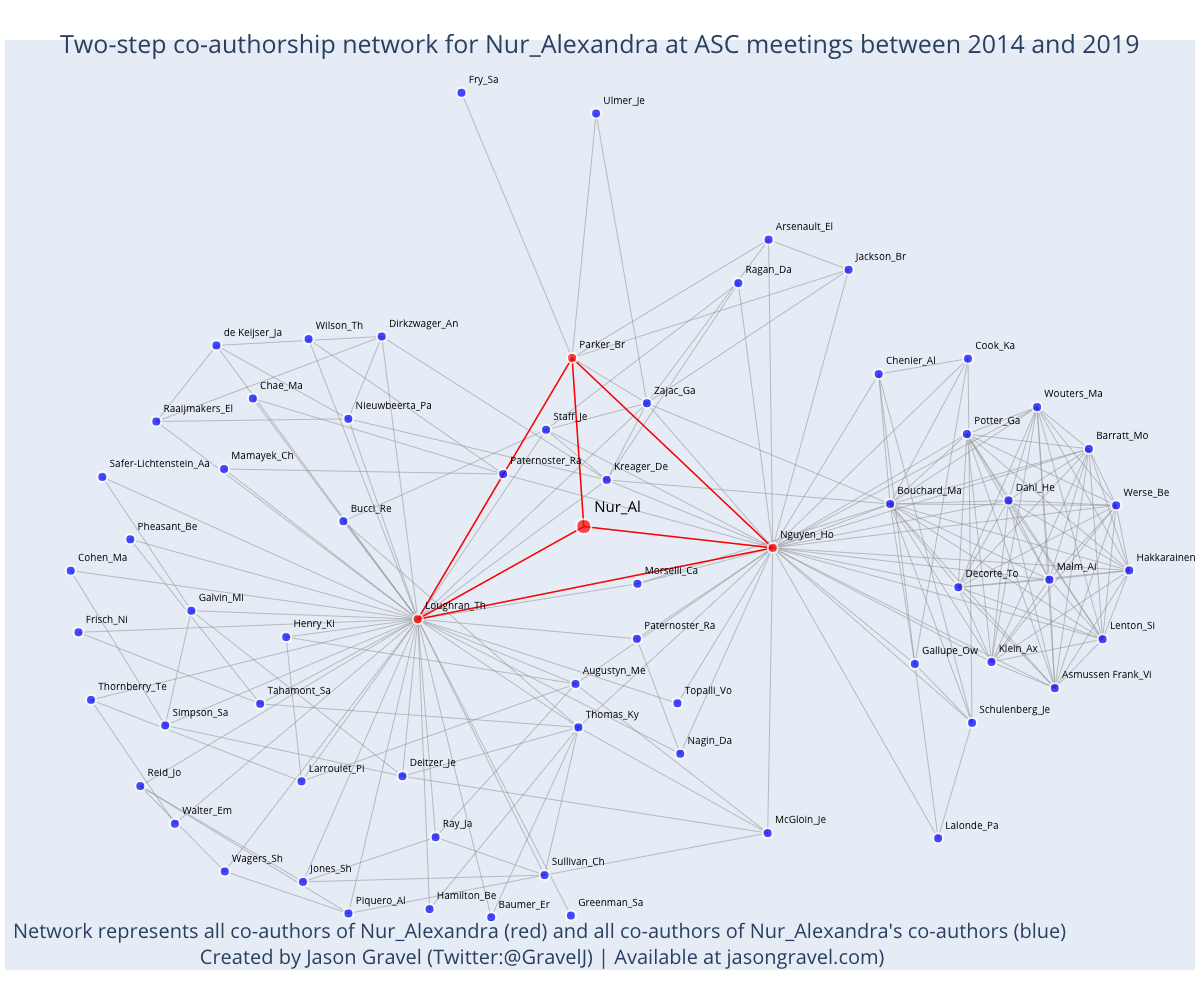 Two-step co-authorship network for Nur_Alexandra at ASC meetings between 2014 and 2019
Fry_Sa
Ulmer_Je
Arsenault_El
Jackson_Br
Ragan_Da
de Keijser_Ja
Wilson_Th
Dirkzwager_An
Parker_Br
Cook_Ka
Chenier_Al
Chae_Ma
Zajac_Ga
Wouters_Ma
Raaijmakers_El
Nieuwbeerta_Pa
Staff_Je
Potter_Ga
Barratt_Mo
Safer-Lichtenstein_Aa
Mamayek_Ch
Paternoster_Ra
Kreager_De
Bouchard_Ma
Dahl_He
Werse_Be
Bucci_Re
Nur_Al
Pheasant_Be
Nguyen_Ho
Cohen_Ma
Morselli_Ca
Decorte_To
Malm_Ai
Hakkarainen
Galvin_Mi
Loughran_Th
Frisch_Ni
Henry_Ki
Paternoster_Ra
Lenton_Si
Gallupe_Ow
Klein_Ax
Augustyn_Me
Asmussen Frank_Vi
Thornberry_Te
Tahamont_Sa
Topalli_Vo
Simpson_Sa
Thomas_Ky
Schulenberg_Je
Nagin_Da
Reid_Jo
Larroulet_Pi
Deitzer_Je
Walter_Em
Ray_Ja
McGloin_Je
Lalonde_Pa
Wagers_Sh
Jones_Sh
Sullivan_Ch
Piquero_Al
Hamilton_Be
Baumer_Er
Greenman_Sa
Network represents all co-authors of Nur_Alexandra (red) and all co-authors of Nur_Alexandra's co-authors (blue)
Created by Jason Gravel (Twitter:@GravelJ) | Available at jasongravel.com)